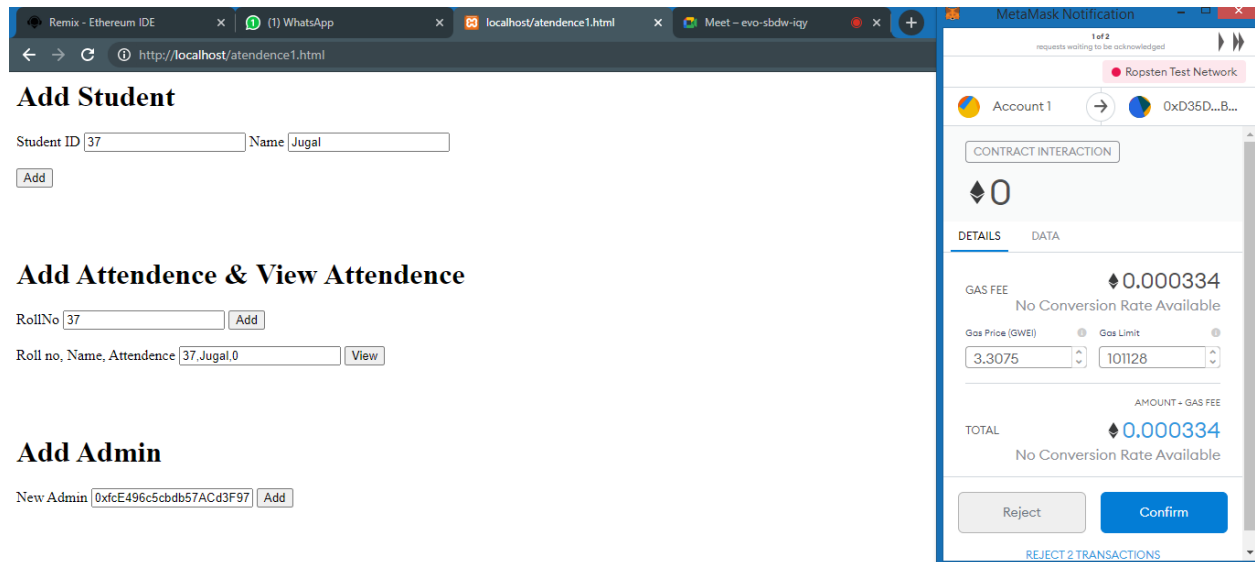 Remix - Ethereum IDE
(1) WhatsApp
localhost/atendence1.html
Meet – evo-sbdw-iqy
http://localhost/atendence1.html
Add Student
Student ID 37 Name Jugal
Add
Add Attendence & View Attendence
RollNo 37 Add
Roll no, Name, Attendence 37,Jugal,0 View
Add Admin
New Admin 0xfcE496c5cbdb57ACd3F97 Add
MetaMask Notification
1 of 2
requests waiting to be acknowledged
Ropsten Test Network
Account 1 0xD35D...B...
CONTRACT INTERACTION
0
DETAILS DATA
GAS FEE 0.000334
No Conversion Rate Available
Gas Price (GWEI) Gas Limit
3.3075 101128
AMOUNT + GAS FEE
TOTAL 0.000334
No Conversion Rate Available
Reject Confirm
REJECT 2 TRANSACTIONS